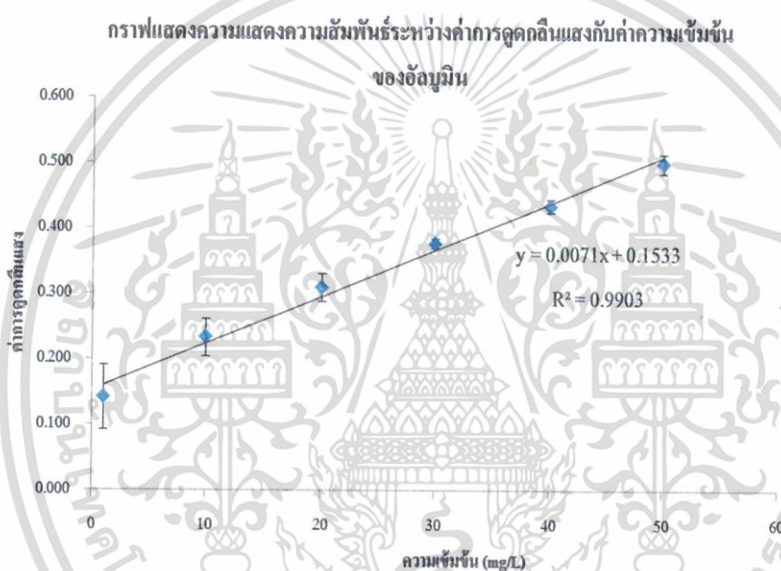 กราฟแสดงความแสดงความสัมพันธ์ระหว่างค่าการดูดกลืนแสงกับค่าความเข้มข้น
ของอัลบูมิน
0.600
0.500
0.400
0.300
0.200
0.100
0.000
ค่าการดูดกลืนแสง
y = 0.0071x + 0.1533
R² = 0.9903
0 10 20 30 40 50 60
ความเข้มข้น (mg/L)